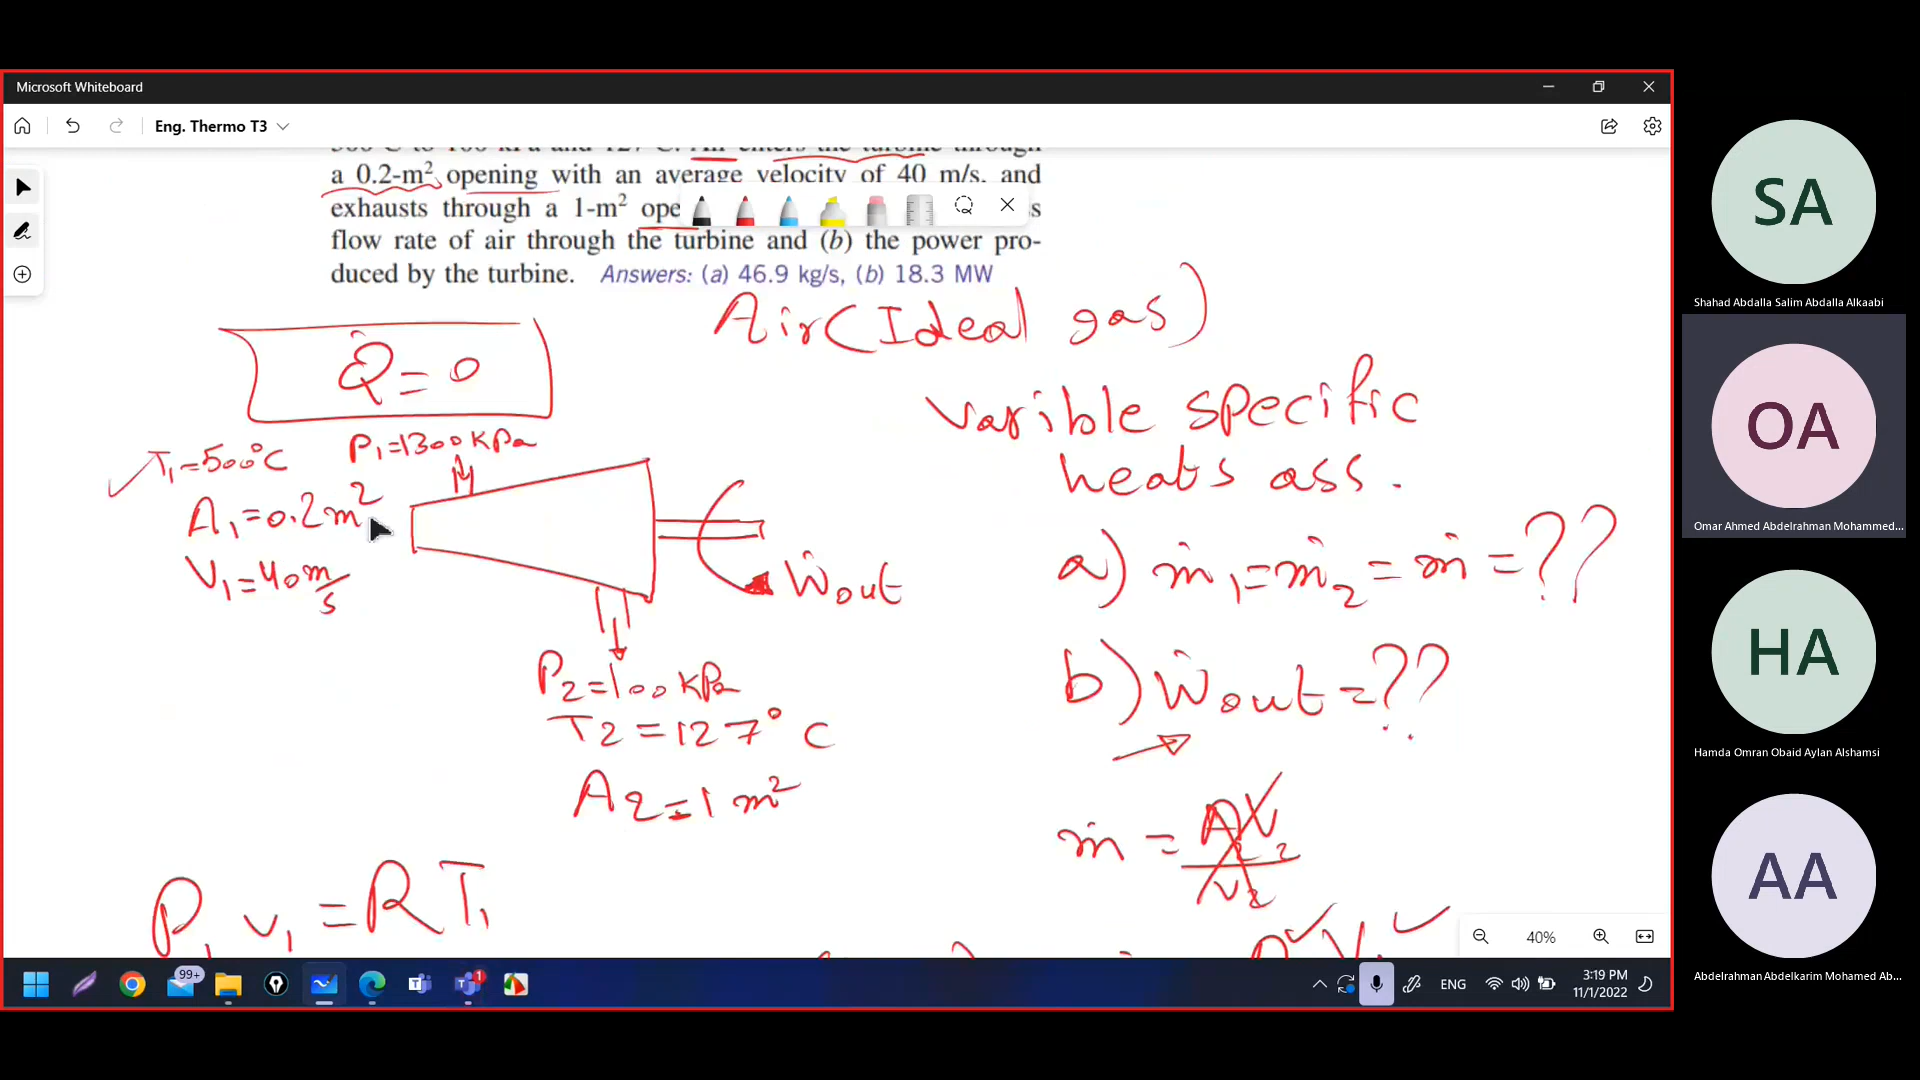 Microsoft Whiteboard
Eng. Thermo T3
a 0.2-m², opening with an average velocity of 40 m/s, and
exhausts through a 1-m² ope s
flow rate of air through the turbine and (b) the power pro-
duced by the turbine. Answers: (a) 46.9 kg/s, (b) 18.3 MW
Air (Ideal gas)
Q̇ = 0
varible specific
heats ass.
T₁=500°C
P₁=1300 kPa
A₁=0.2m²
V₁=40m/s
Ẇout
a) ṁ₁=ṁ₂=ṁ=??
P₂=100 kPa
T2=127°C
A2=1 m²
b) Ẇout=??
ṁ = A₂V₂/v₂
P₁ v₁ = R T₁
40%
99+
1
ENG
3:19 PM
11/1/2022
SA
Shahad Abdalla Salim Abdalla Alkaabi
OA
Omar Ahmed Abdelrahman Mohammed...
HA
Hamda Omran Obaid Aylan Alshamsi
AA
Abdelrahman Abdelkarim Mohamed Ab...